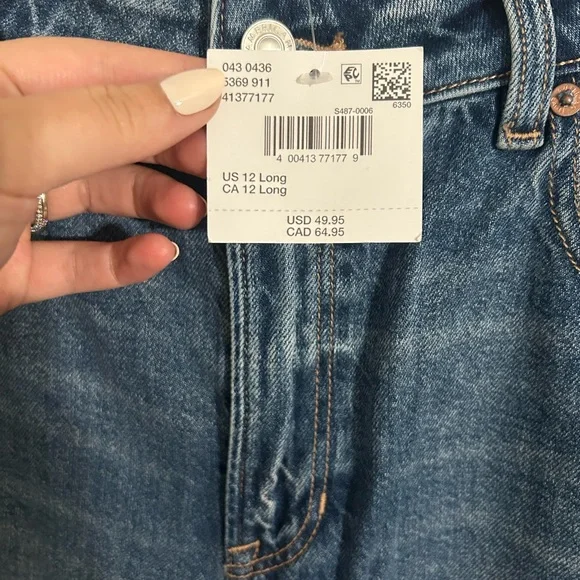 043 0436
5369 911
41377177
6350
S487-0006
4 00413 77177 9
US 12 Long
CA 12 Long
USD 49.95
CAD 64.95